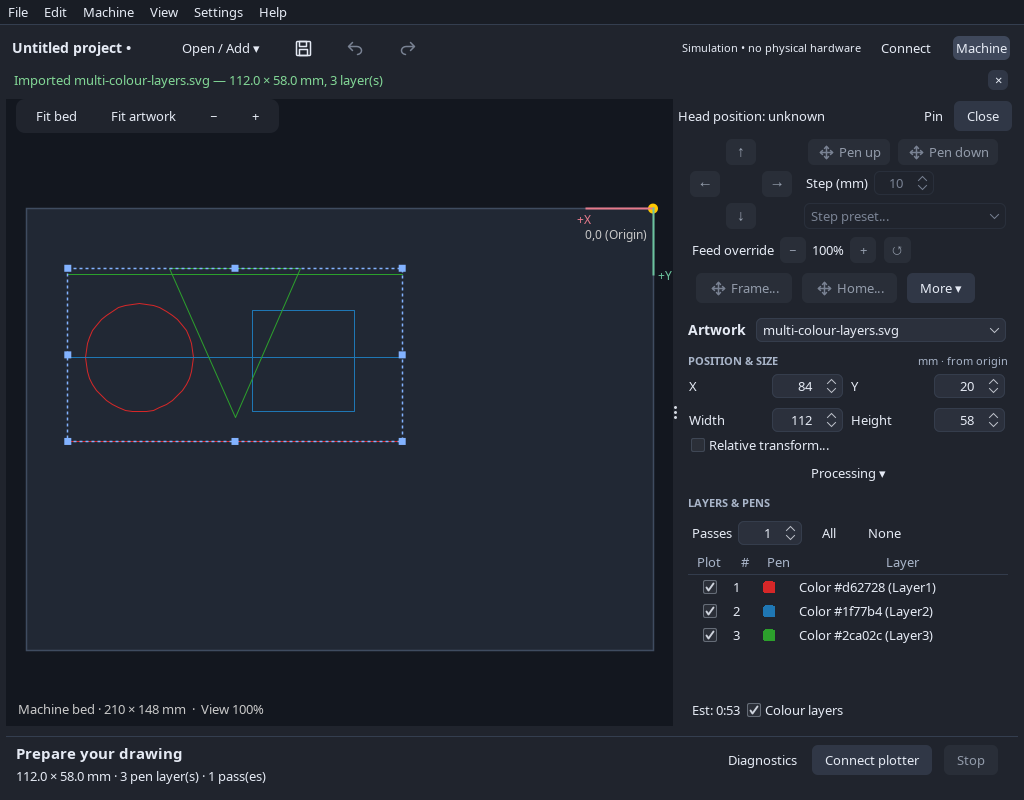 File Edit Machine View Settings Help
Untitled project • Open / Add ▾ Simulation • no physical hardware Connect Machine
Imported multi-colour-layers.svg — 112.0 × 58.0 mm, 3 layer(s) ×
Fit bed Fit artwork − +
Head position: unknown Pin Close
↑ Pen up Pen down
← → Step (mm) 10
↓ Step preset...
+X
0,0 (Origin)
+Y
Feed override − 100% + ↺
Frame... Home... More ▾
Artwork multi-colour-layers.svg
POSITION & SIZE mm · from origin
X 84 Y 20
Width 112 Height 58
Relative transform...
Processing ▾
LAYERS & PENS
Passes 1 All None
Plot # Pen Layer
1 Color #d62728 (Layer1)
2 Color #1f77b4 (Layer2)
3 Color #2ca02c (Layer3)
Machine bed · 210 × 148 mm · View 100%
Est: 0:53 Colour layers
Prepare your drawing
112.0 × 58.0 mm · 3 pen layer(s) · 1 pass(es)
Diagnostics Connect plotter Stop